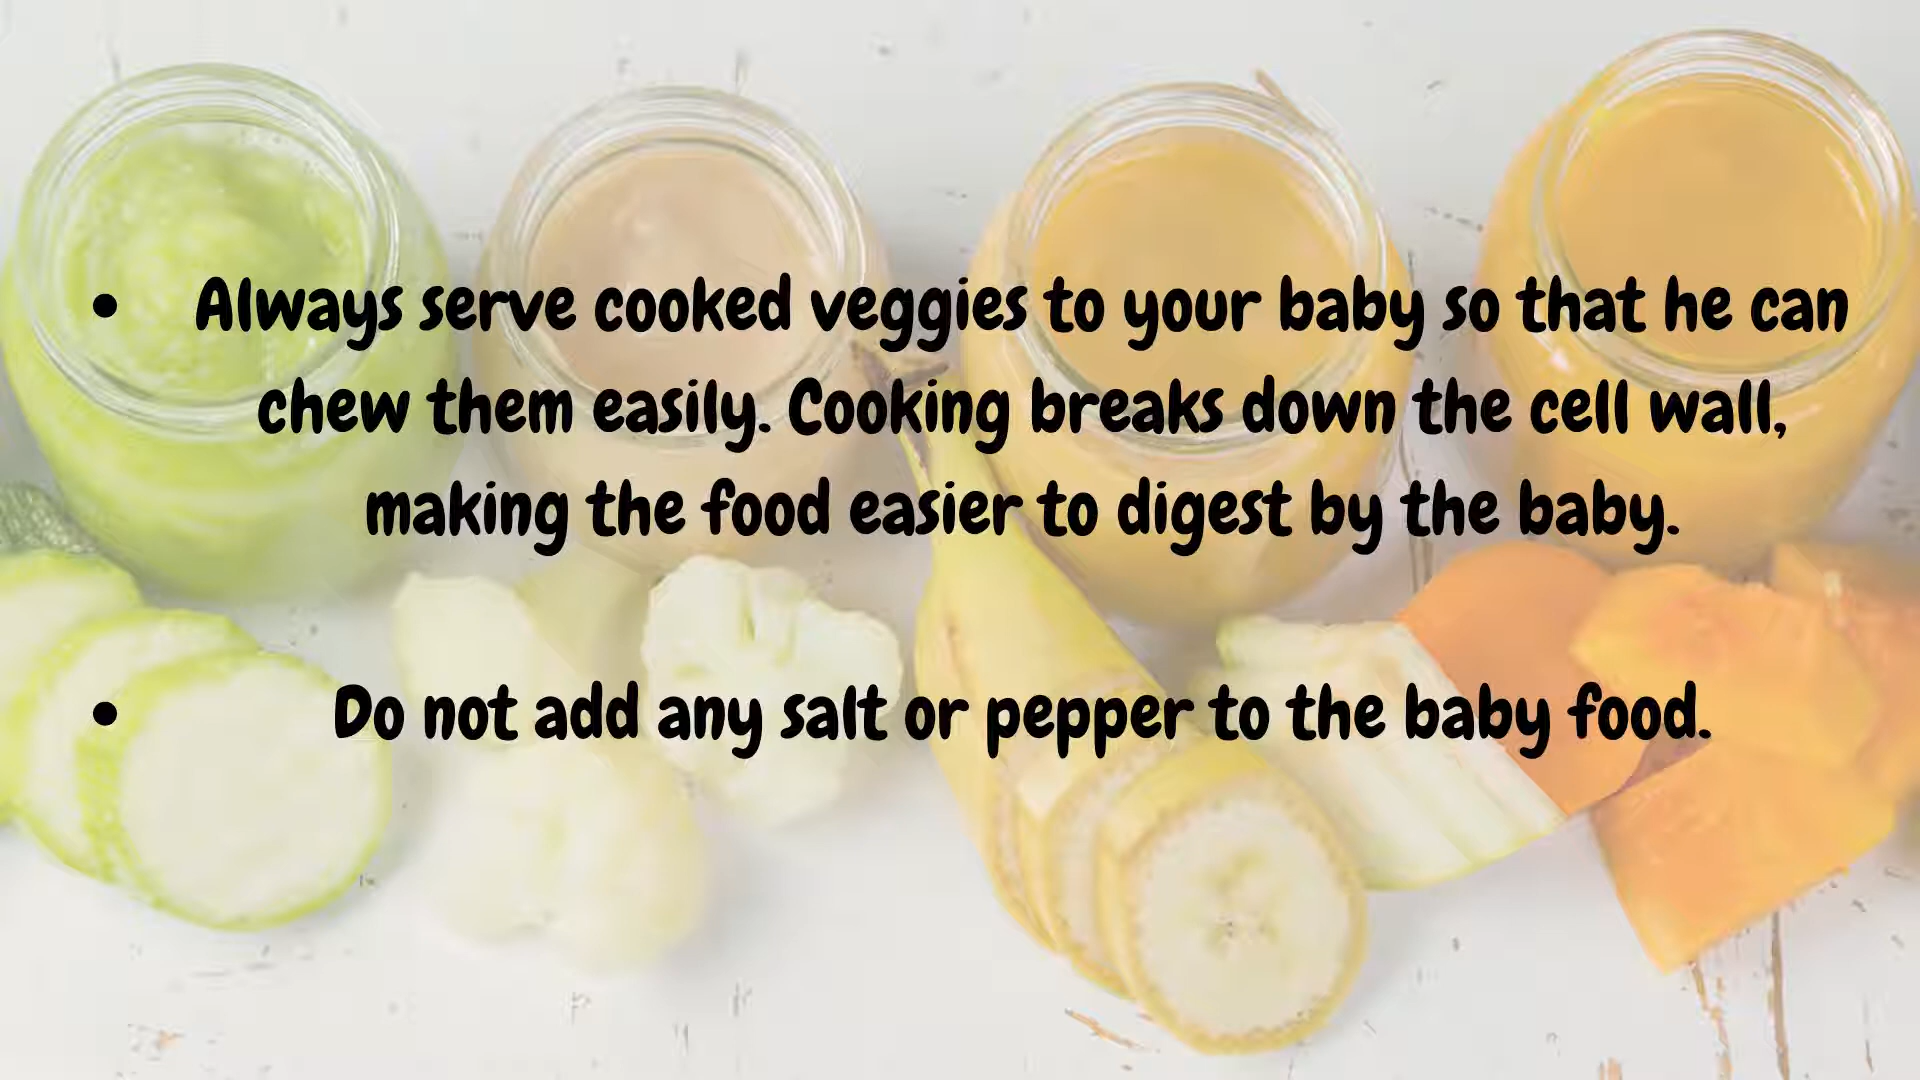 • Always serve cooked veggies to your baby so that he can
chew them easily. Cooking breaks down the cell wall,
making the food easier to digest by the baby.
• Do not add any salt or pepper to the baby food.